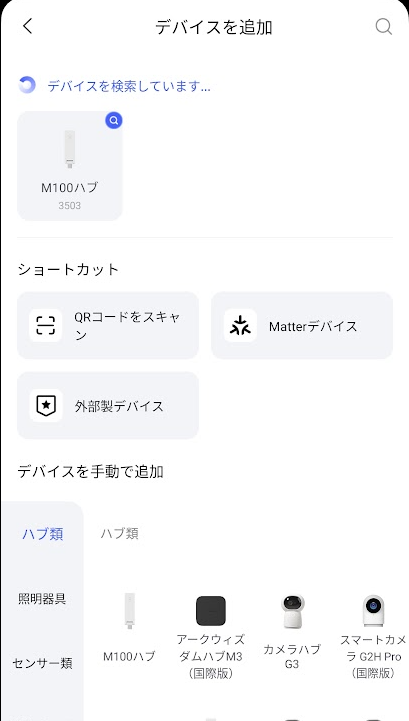 デバイスを追加
デバイスを検索しています...
M100ハブ
3503
ショートカット
QRコードをスキャ
ン
Matterデバイス
外部製デバイス
デバイスを手動で追加
ハブ類
ハブ類
照明器具
センサー類
M100ハブ
アークウィズ
ダムハブM3
（国際版）
カメラハブ
G3
スマートカメ
ラ G2H Pro
（国際版）